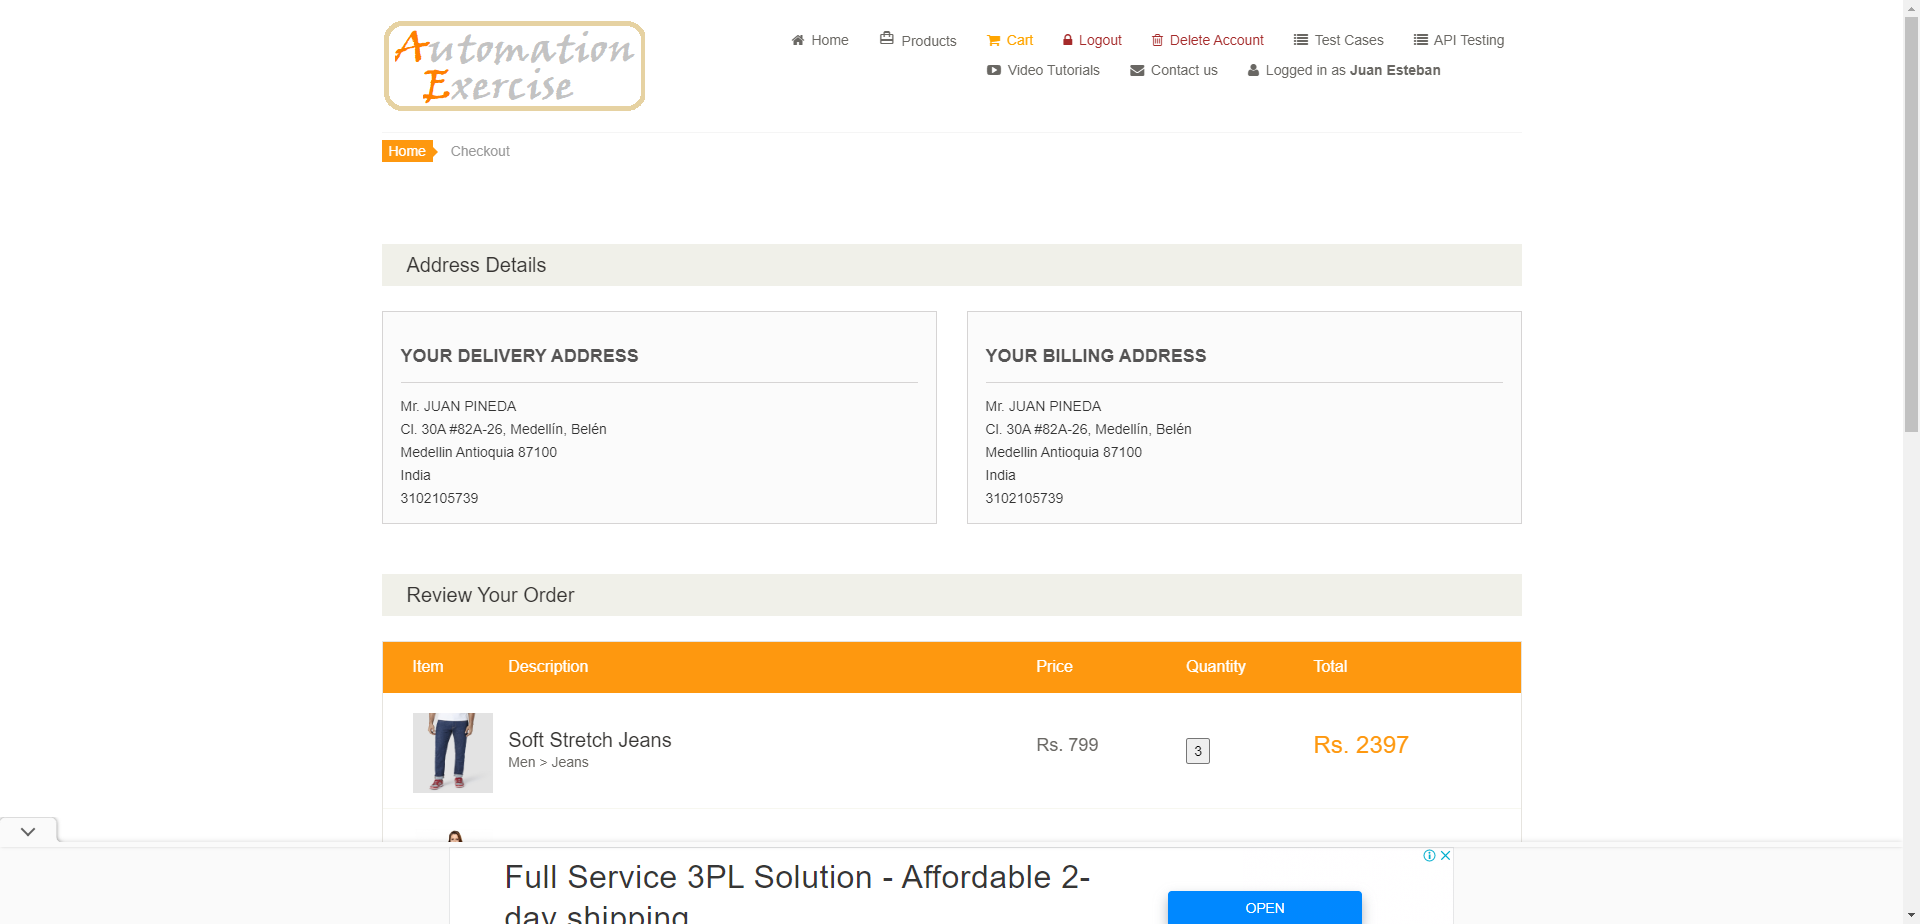 Automation
Exercise
Home
Products
Cart
Logout
Delete Account
Test Cases
API Testing
Video Tutorials
Contact us
Logged in as Juan Esteban
Home
Checkout
Address Details
YOUR DELIVERY ADDRESS
Mr. JUAN PINEDA
Cl. 30A #82A-26, Medellín, Belén
Medellin Antioquia 87100
India
3102105739
YOUR BILLING ADDRESS
Mr. JUAN PINEDA
Cl. 30A #82A-26, Medellín, Belén
Medellin Antioquia 87100
India
3102105739
Review Your Order
Item Description Price Quantity Total
Soft Stretch Jeans
Men > Jeans
Rs. 799
3
Rs. 2397
Full Service 3PL Solution - Affordable 2-
day shipping
OPEN